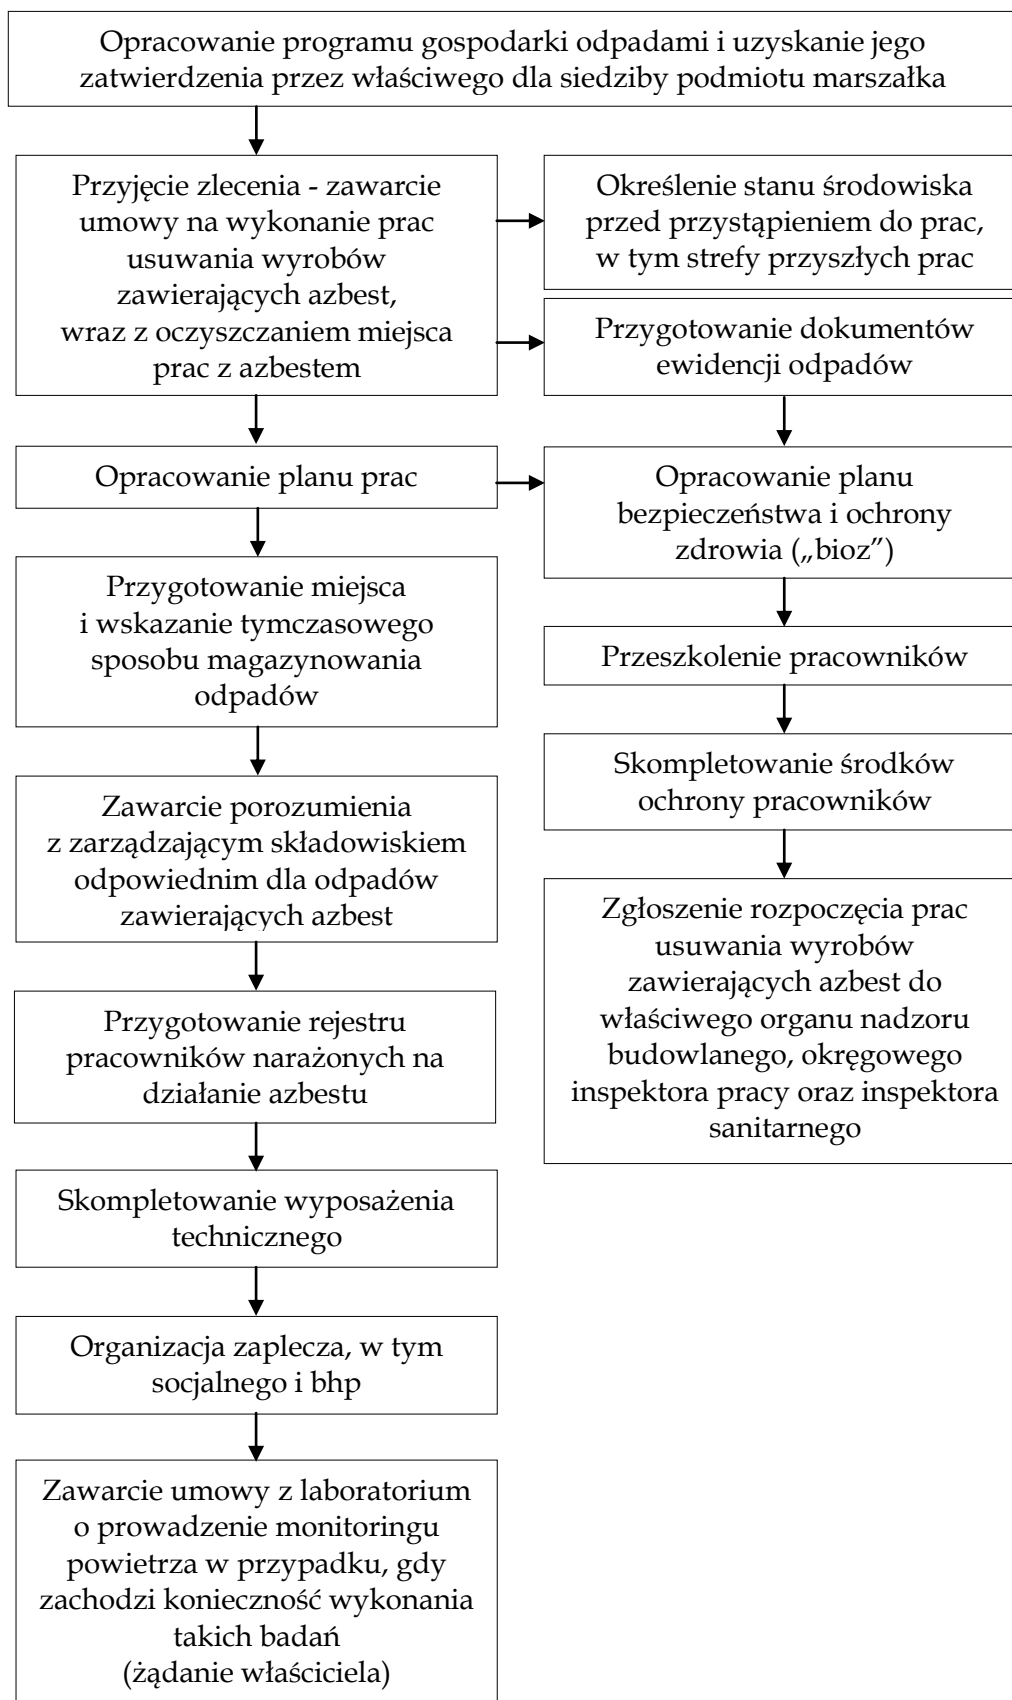 Opracowanie programu gospodarki odpadami i uzyskanie jego
zatwierdzenia przez właściwego dla siedziby podmiotu marszałka
Przyjęcie zlecenia - zawarcie
umowy na wykonanie prac
usuwania wyrobów
zawierających azbest,
wraz z oczyszczaniem miejsca
prac z azbestem
Określenie stanu środowiska
przed przystąpieniem do prac,
w tym strefy przyszłych prac
Przygotowanie dokumentów
ewidencji odpadów
Opracowanie planu prac
Opracowanie planu
bezpieczeństwa i ochrony
zdrowia („bioz”)
Przygotowanie miejsca
i wskazanie tymczasowego
sposobu magazynowania
odpadów
Przeszkolenie pracowników
Skompletowanie środków
ochrony pracowników
Zawarcie porozumienia
z zarządzającym składowiskiem
odpowiednim dla odpadów
zawierających azbest
Zgłoszenie rozpoczęcia prac
usuwania wyrobów
zawierających azbest do
właściwego organu nadzoru
budowlanego, okręgowego
inspektora pracy oraz inspektora
sanitarnego
Przygotowanie rejestru
pracowników narażonych na
działanie azbestu
Skompletowanie wyposażenia
technicznego
Organizacja zaplecza, w tym
socjalnego i bhp
Zawarcie umowy z laboratorium
o prowadzenie monitoringu
powietrza w przypadku, gdy
zachodzi konieczność wykonania
takich badań
(żądanie właściciela)